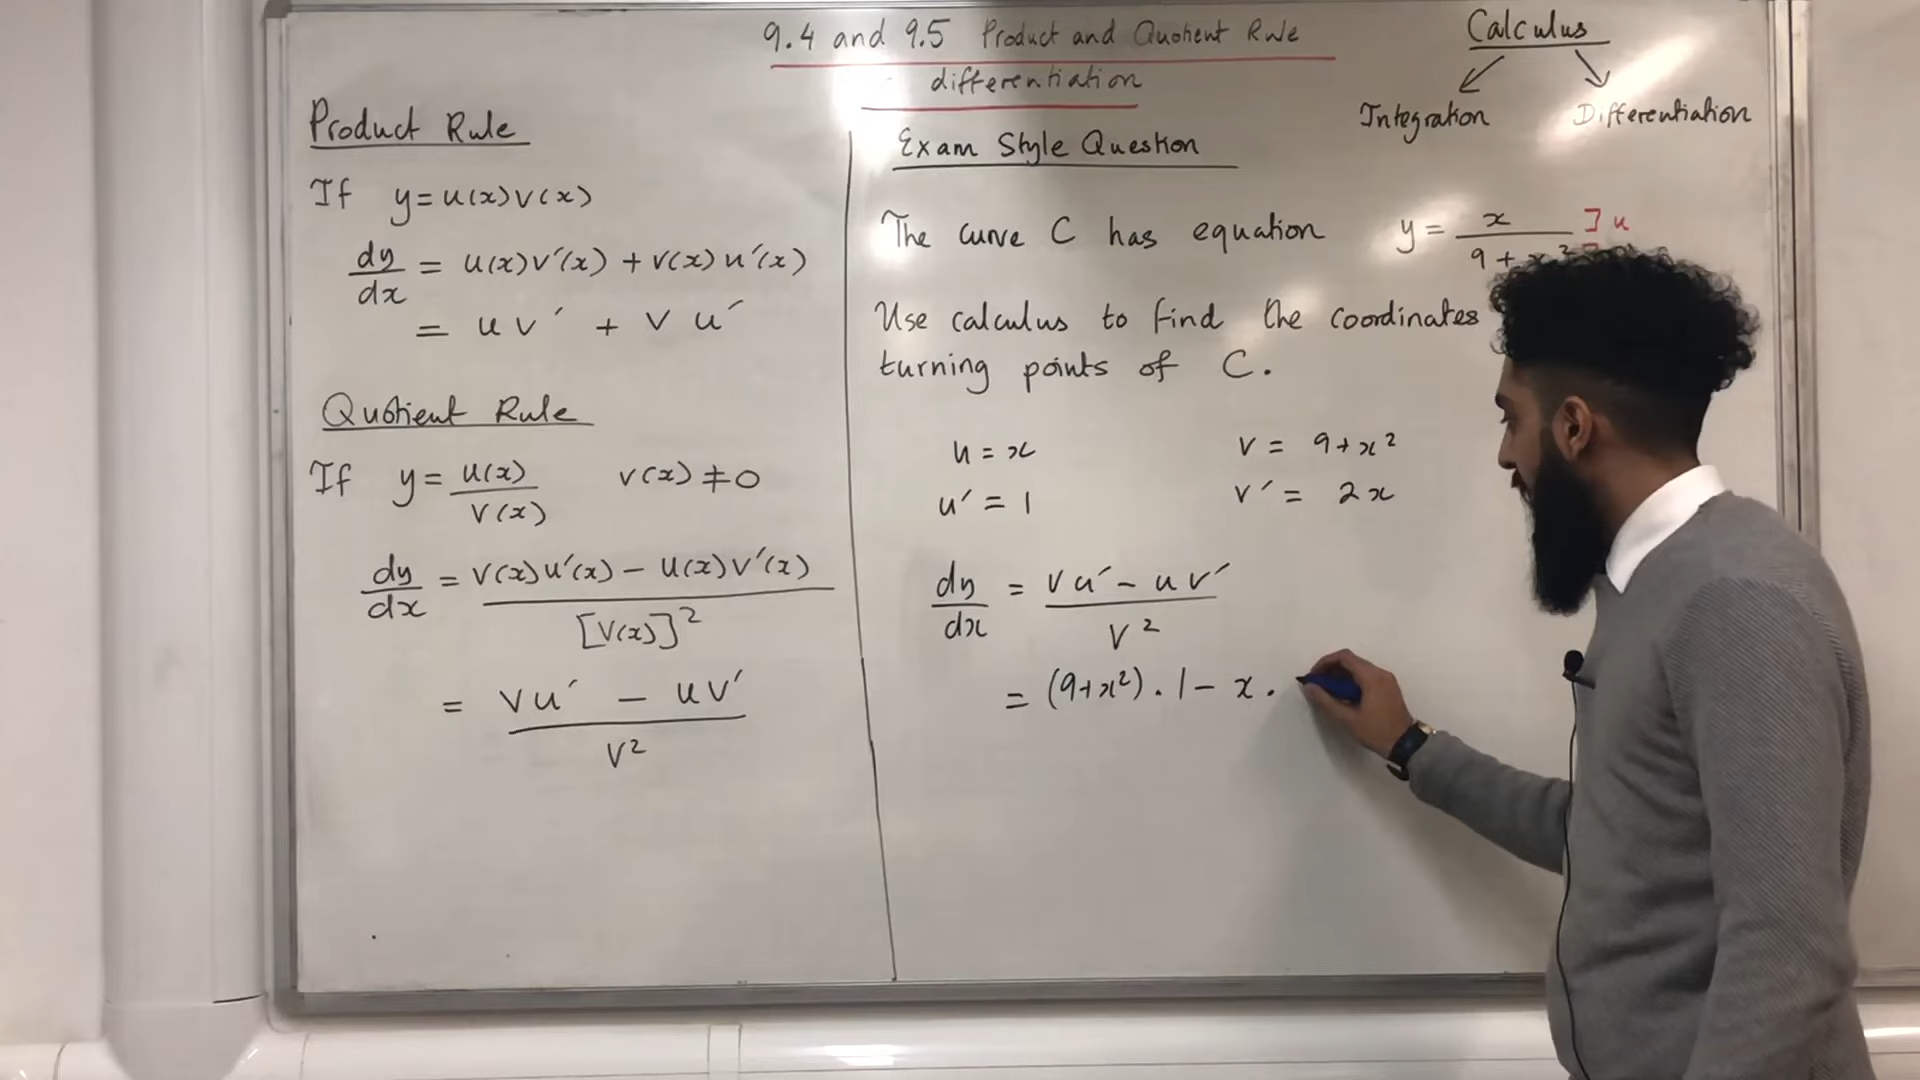 9.4 and 9.5 Product and Quotient Rule
differentiation
Calculus
Integration Differentiation
Product Rule
If y = u(x)v(x)
dy/dx = u(x)v'(x) + v(x)u'(x)
= uv' + vu'
Quotient Rule
If y = u(x)/v(x) v(x) ≠ 0
dy/dx = v(x)u'(x) - u(x)v'(x) / [v(x)]²
= vu' - uv' / v²
Exam Style Question
The curve C has equation y = x / 9 + x² ] u
Use calculus to find the coordinates
turning points of C.
u = x v = 9+x²
u' = 1 v' = 2x
dy/dx = vu' - uv' / v²
= (9+x²) . 1 - x .